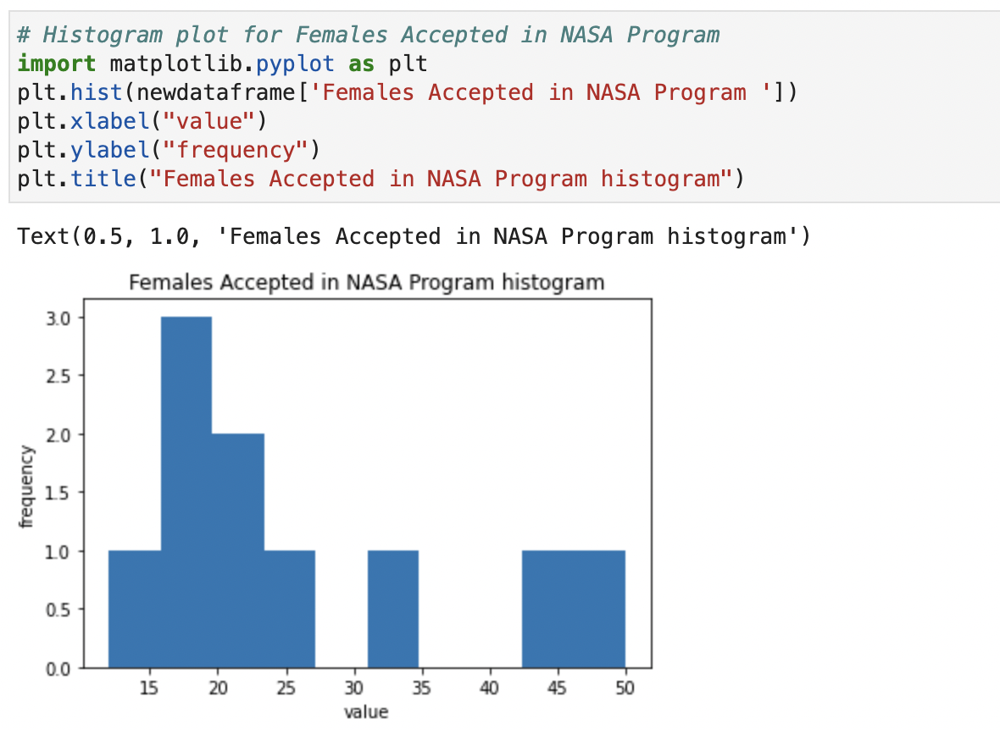 # Histogram plot for Females Accepted in NASA Program
import matplotlib.pyplot as plt
plt.hist(newdataframe['Females Accepted in NASA Program '])
plt.xlabel("value")
plt.ylabel("frequency")
plt.title("Females Accepted in NASA Program histogram")
Text(0.5, 1.0, 'Females Accepted in NASA Program histogram')
Females Accepted in NASA Program histogram
3.0
2.5
2.0
1.5
1.0
0.5
0.0
frequency
15 20 25 30 35 40 45 50
value